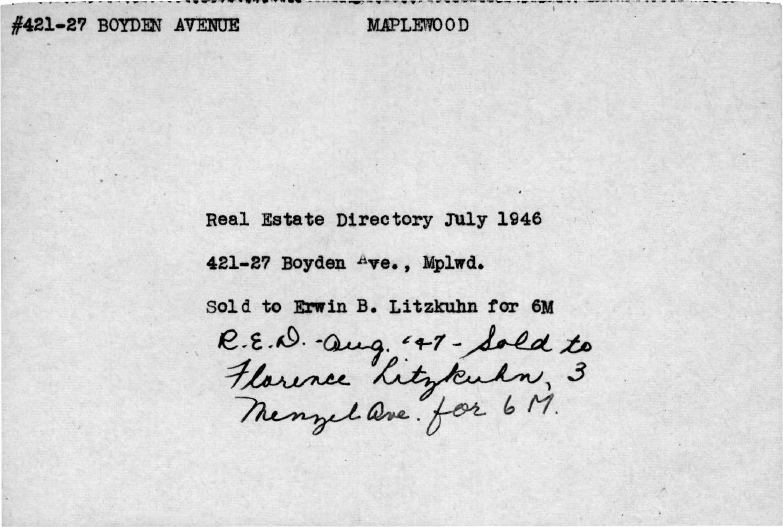 #421-27 BOYDEN AVENUE MAPLEWOOD
Real Estate Directory July 1946
421-27 Boyden Ave., Mplwd.
Sold to Erwin B. Litzkuhn for 6M
R.E.D. - Aug. '47 - Sold to
Florence Litzkuhn, 3
Menzel Ave. for 6 M.